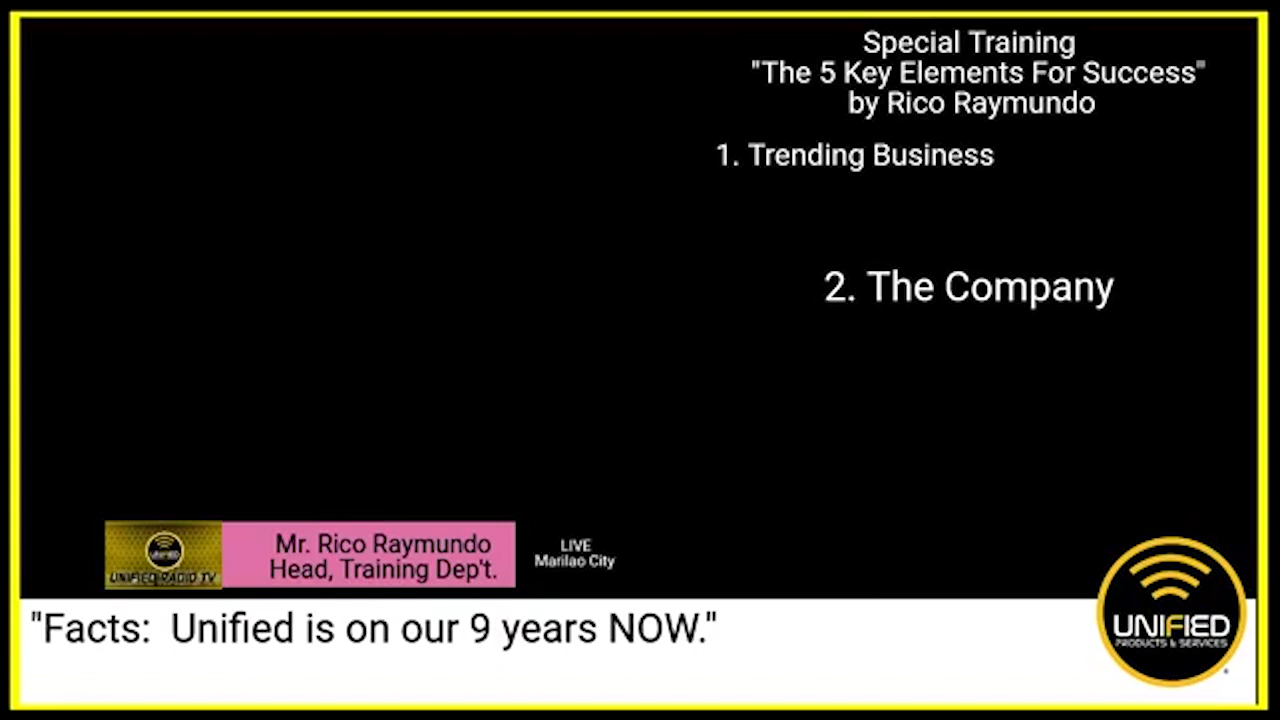 Special Training
"The 5 Key Elements For Success"
by Rico Raymundo
1. Trending Business
2. The Company
UNIFIED
UNIFIED RADIO TV
Mr. Rico Raymundo
Head, Training Dep't.
LIVE
Marilao City
"Facts:  Unified is on our 9 years NOW."
UNIFIED
PRODUCTS & SERVICES